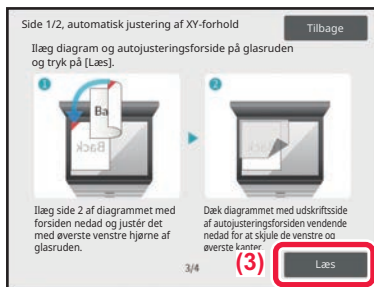 Side 1/2, automatisk justering af XY-forhold
Tilbage
Ilæg diagram og autojusteringsforside på glasruden
og tryk på [Læs].
1
2
Ba
Back
Back
Ilæg side 2 af diagrammet med
forsiden nedad og justér det
med øverste venstre hjørne af
glasruden.
Dæk diagrammet med udskriftsside
af autojusteringsforsiden vendende
nedad for at skjule de venstre og
øverste kanter.
3/4
(3)
Læs